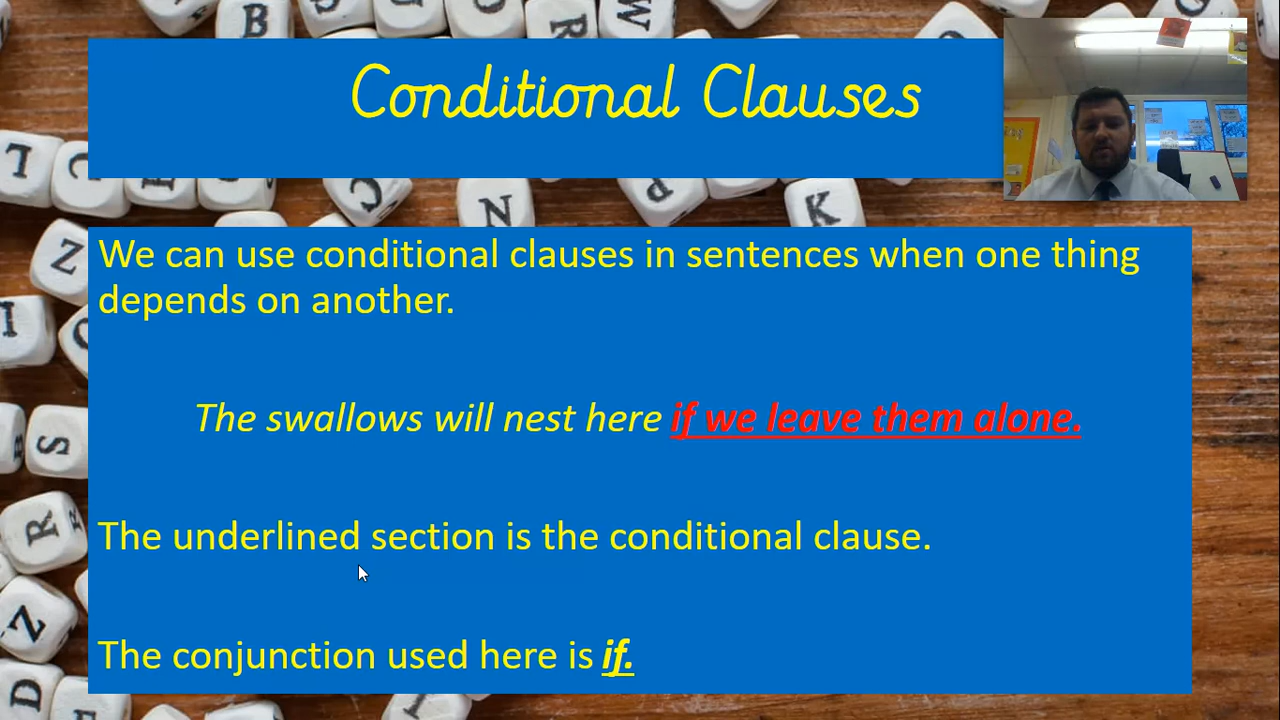 Conditional Clauses
We can use conditional clauses in sentences when one thing
depends on another.
The swallows will nest here if we leave them alone.
The underlined section is the conditional clause.
The conjunction used here is if.